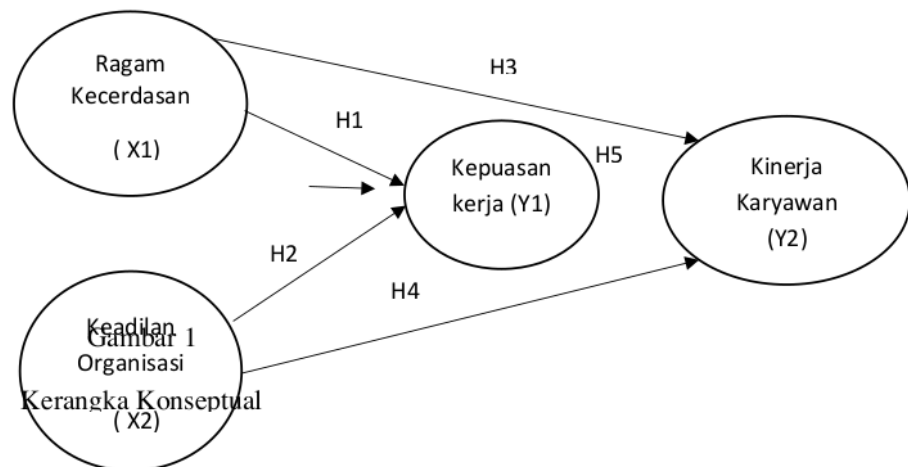 Ragam
Kecerdasan
( X1)
H3
H1
Kepuasan
kerja (Y1)
H5
Kinerja
Karyawan
(Y2)
H2
H4
Keadilan
Gambar 1
Organisasi
Kerangka Konseptual
( X2)